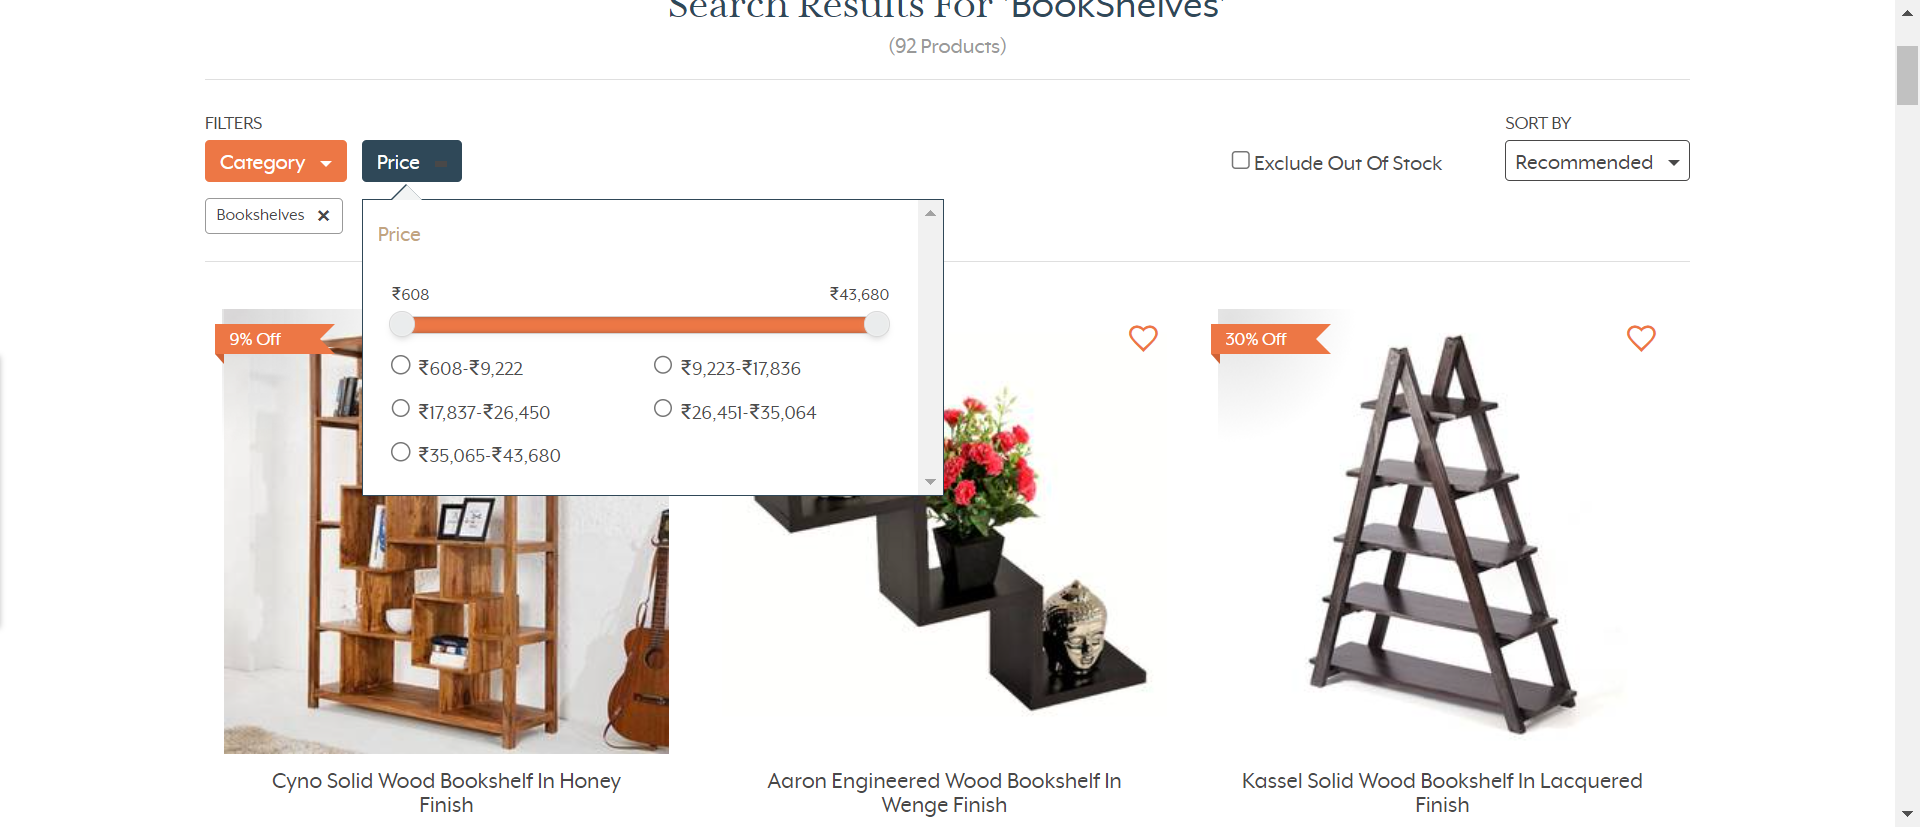 Search Results For 'BookShelves'
(92 Products)
FILTERS
SORT BY
Category
Price
Exclude Out Of Stock
Recommended
Bookshelves
Price
₹608
₹43,680
₹608-₹9,222
₹9,223-₹17,836
₹17,837-₹26,450
₹26,451-₹35,064
₹35,065-₹43,680
9% Off
30% Off
Cyno Solid Wood Bookshelf In Honey
Finish
Aaron Engineered Wood Bookshelf In
Wenge Finish
Kassel Solid Wood Bookshelf In Lacquered
Finish